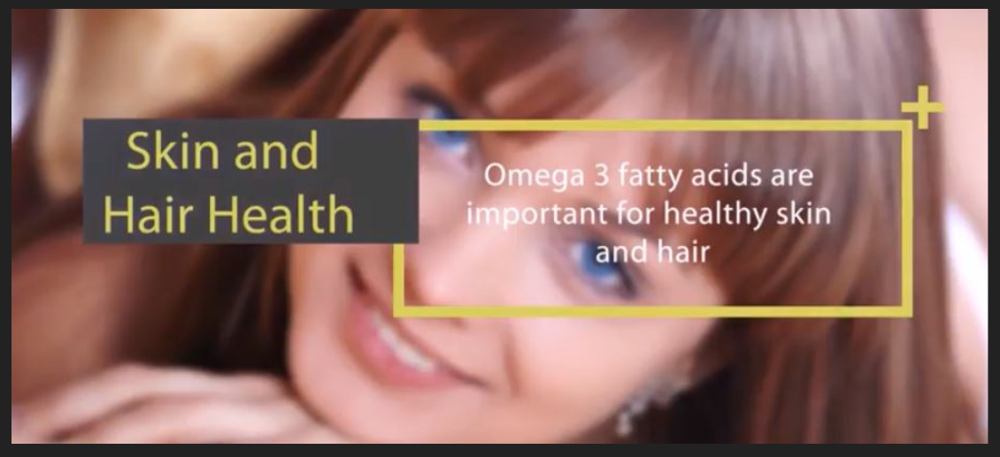 Skin and
Hair Health
Omega 3 fatty acids are
important for healthy skin
and hair